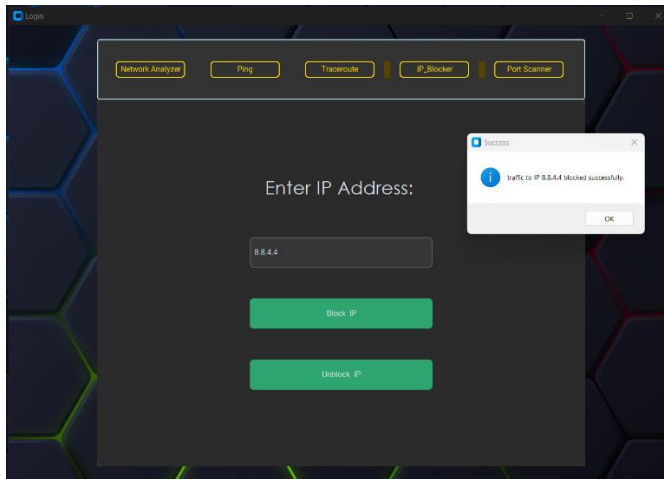 Login
Network Analyzer
Ping
Traceroute
IP_Blocker
Port Scanner
Success
traffic to IP 8.8.4.4 blocked successfully.
OK
Enter IP Address:
8.8.4.4
Block IP
Unblock IP